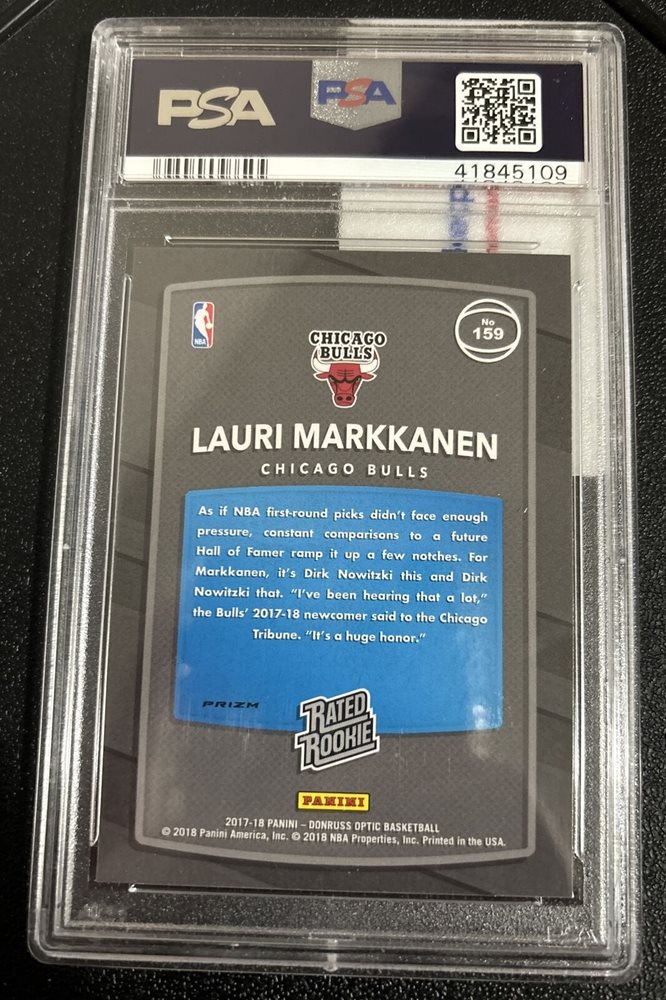 PSA
PSA
41845109
NBA
No
159
CHICAGO
BULLS
LAURI MARKKANEN
CHICAGO BULLS
As if NBA first-round picks didn't face enough
pressure, constant comparisons to a future
Hall of Famer ramp it up a few notches. For
Markkanen, it's Dirk Nowitzki this and Dirk
Nowitzki that. "I've been hearing that a lot,"
the Bulls' 2017-18 newcomer said to the Chicago
Tribune. "It's a huge honor."
PRIZM
RATED
ROOKIE
PANINI
2017-18 PANINI – DONRUSS OPTIC BASKETBALL
© 2018 Panini America, Inc. © 2018 NBA Properties, Inc. Printed in the USA.